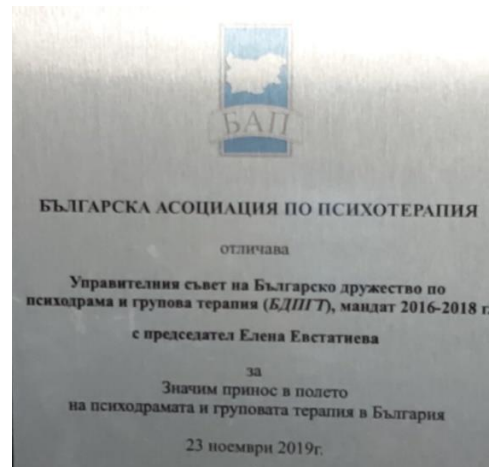 БАП
БЪЛГАРСКА АСОЦИАЦИЯ ПО ПСИХОТЕРАПИЯ
отличава
Управителния съвет на Българско дружество по
психодрама и групова терапия (БДПГТ), мандат 2016-2018 г.
с председател Елена Евстатиева
за
Значим принос в полето
на психодрамата и груповата терапия в България
23 ноември 2019г.